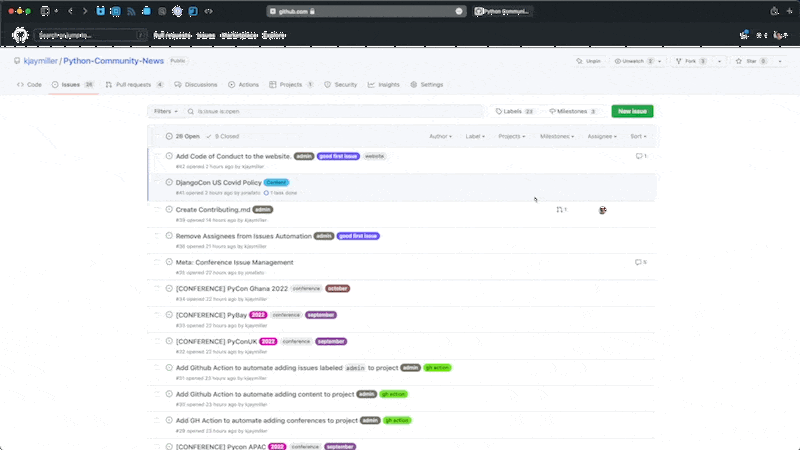 github.com
Python Communi...
Search or jump to...
Pull requests Issues Marketplace Explore
kjaymiller / Python-Community-News Public
Unpin Unwatch 2 Fork 3 Star 5
Code Issues 26 Pull requests 4 Discussions Actions Projects 1 Security Insights Settings
Filters is:issue is:open Labels 23 Milestones 3 New issue
26 Open 9 Closed Author Label Projects Milestones Assignee Sort
Add Code of Conduct to the website. admin good first issue website 1
#42 opened 2 hours ago by kjaymiller
DjangoCon US Covid Policy Content
#41 opened 2 hours ago by jonafato 1 task done
Create Contributing.md admin 1
#39 opened 14 hours ago by kjaymiller
Remove Assignees from Issues Automation admin good first issue
#36 opened 21 hours ago by kjaymiller
Meta: Conference Issue Management
#35 opened 22 hours ago by jonafato
[CONFERENCE] PyCon Ghana 2022 conference october
#34 opened 22 hours ago by kjaymiller
[CONFERENCE] PyBay 2022 conference september
#33 opened 22 hours ago by kjaymiller
[CONFERENCE] PyConUK 2022 conference september
#32 opened 22 hours ago by kjaymiller
Add Github Action to automate adding issues labeled admin to project admin gh action
#31 opened 23 hours ago by kjaymiller
Add Github Action to automate adding content to project admin gh action
#30 opened 23 hours ago by kjaymiller
Add GH Action to automate adding conferences to project admin gh action
#29 opened 23 hours ago by kjaymiller
[CONFERENCE] Pycon APAC 2022 conference september